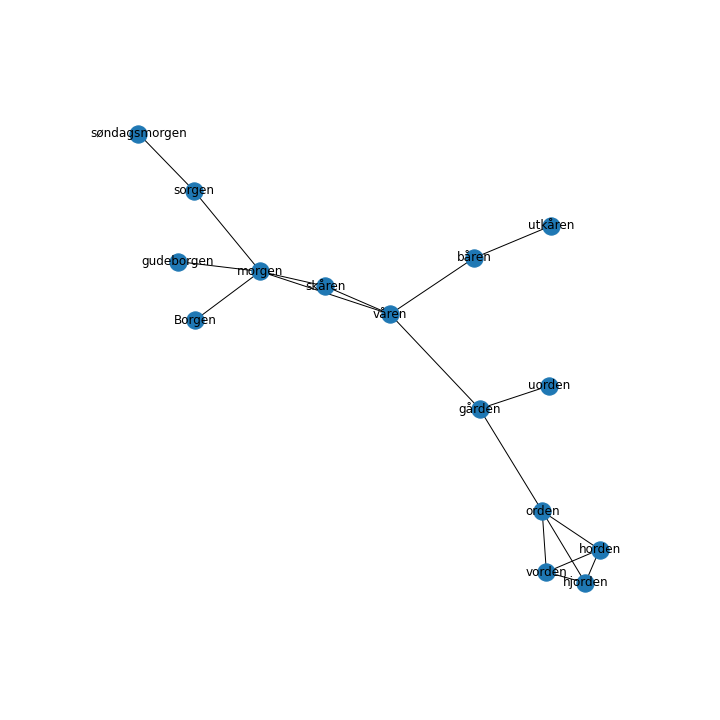 søndagsmorgen
sorgen
utkåren
båren
gudeborgen
morgen
skåren
våren
Borgen
uorden
gården
orden
horden
vorden
hjorden